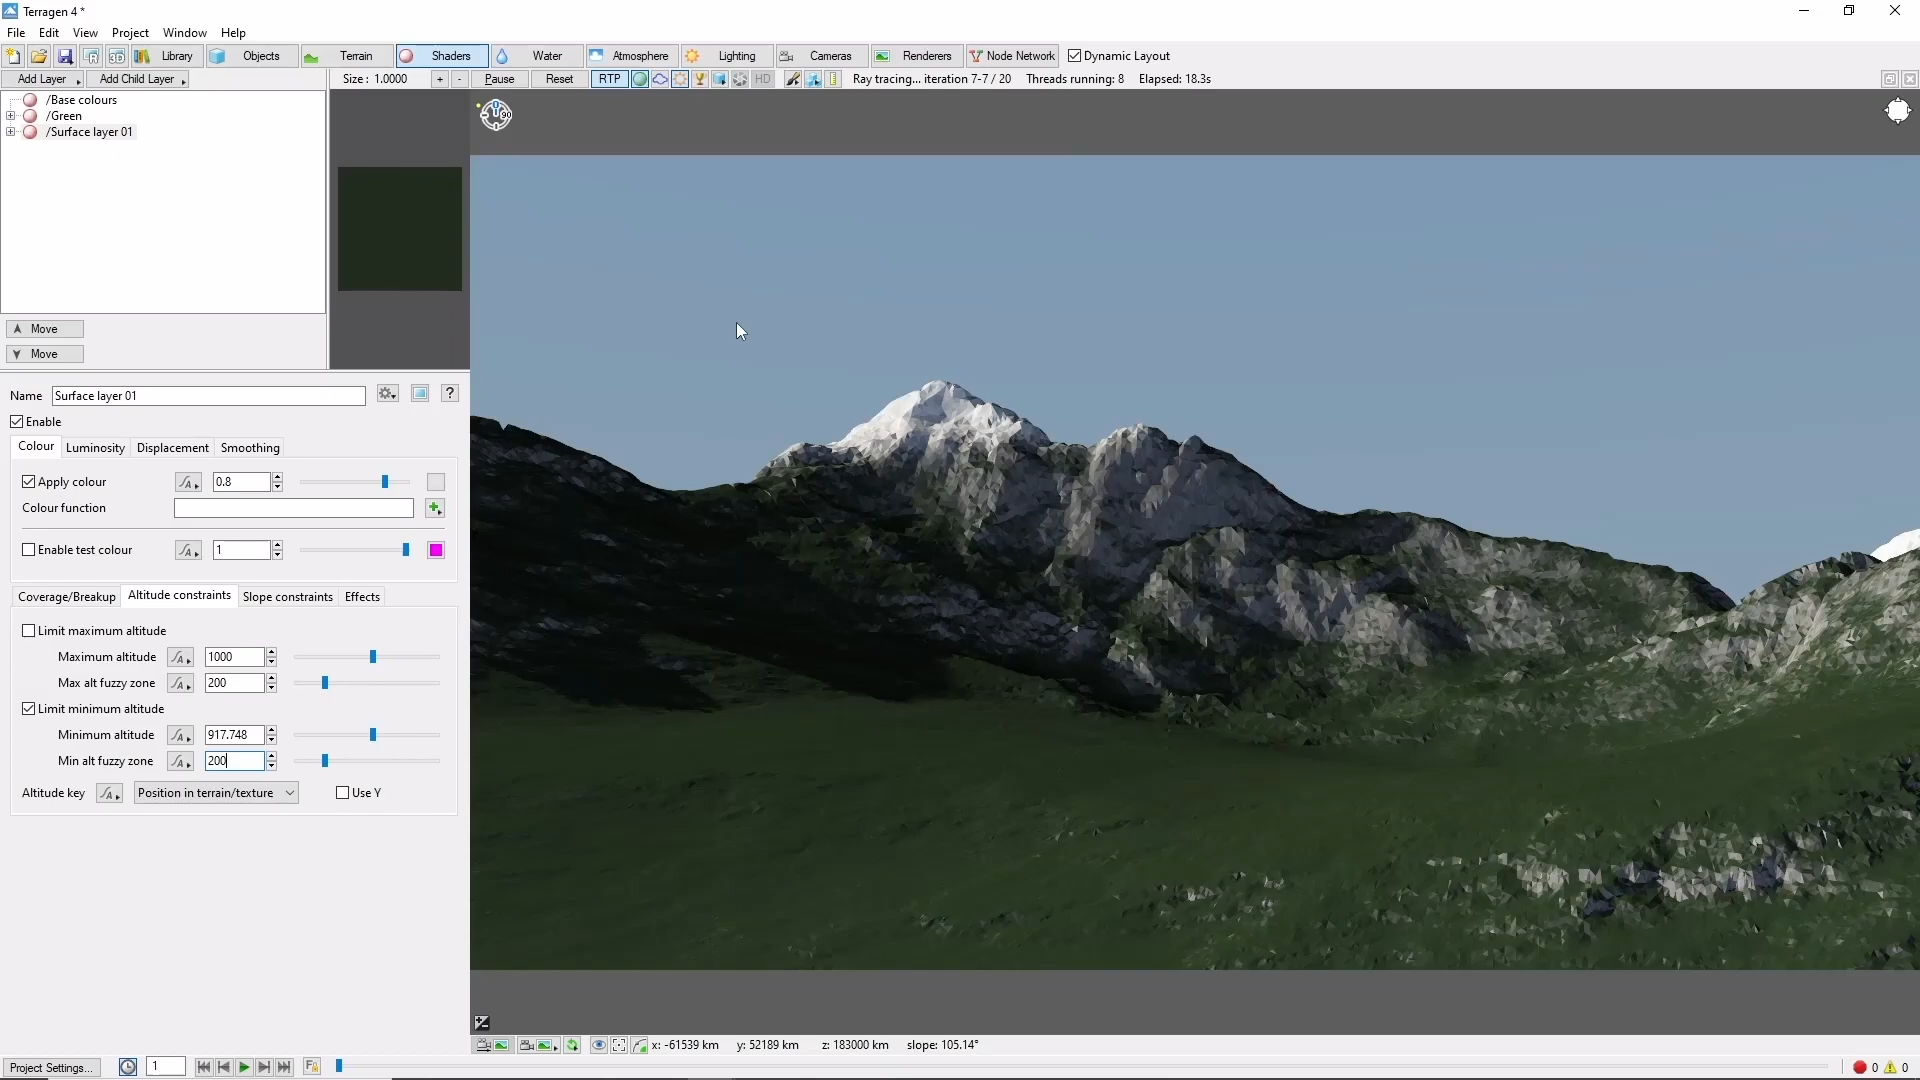 Terragen 4 *
File Edit View Project Window Help
Library Objects Terrain Shaders Water Atmosphere Lighting Cameras Renderers Node Network Dynamic Layout
Add Layer Add Child Layer Size : 1.0000 + - Pause Reset RTP HD Ray tracing... iteration 7-7 / 20 Threads running: 8 Elapsed: 18.3s
/Base colours
/Green
/Surface layer 01
Move
Move
Name Surface layer 01 ?
Enable
Colour Luminosity Displacement Smoothing
Apply colour 0.8
Colour function
Enable test colour 1
Coverage/Breakup Altitude constraints Slope constraints Effects
Limit maximum altitude
Maximum altitude 1000
Max alt fuzzy zone 200
Limit minimum altitude
Minimum altitude 917.748
Min alt fuzzy zone 200
Altitude key Position in terrain/texture Use Y
x: -61539 km y: 52189 km z: 183000 km slope: 105.14°
Project Settings... 1 0 0